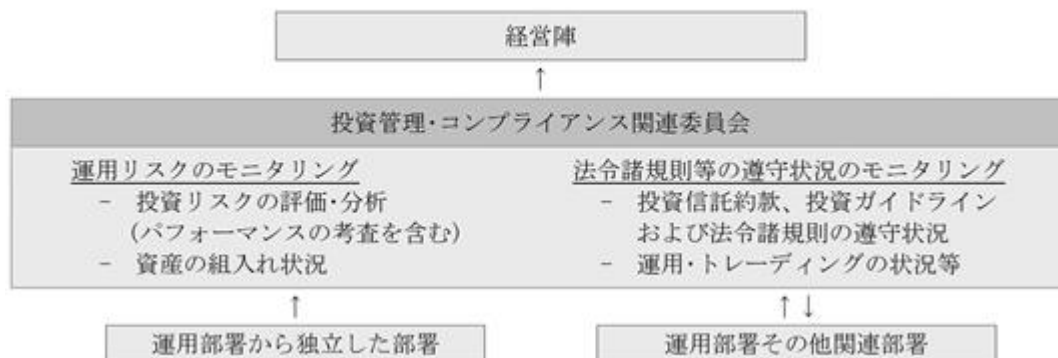 経営陣
↑
投資管理・コンプライアンス関連委員会
運用リスクのモニタリング
- 投資リスクの評価・分析
(パフォーマンスの考査を含む)
- 資産の組入れ状況
法令諸規則等の遵守状況のモニタリング
- 投資信託約款、投資ガイドライン
および法令諸規則の遵守状況
- 運用・トレーディングの状況等
↑
↑↓
運用部署から独立した部署
運用部署その他関連部署